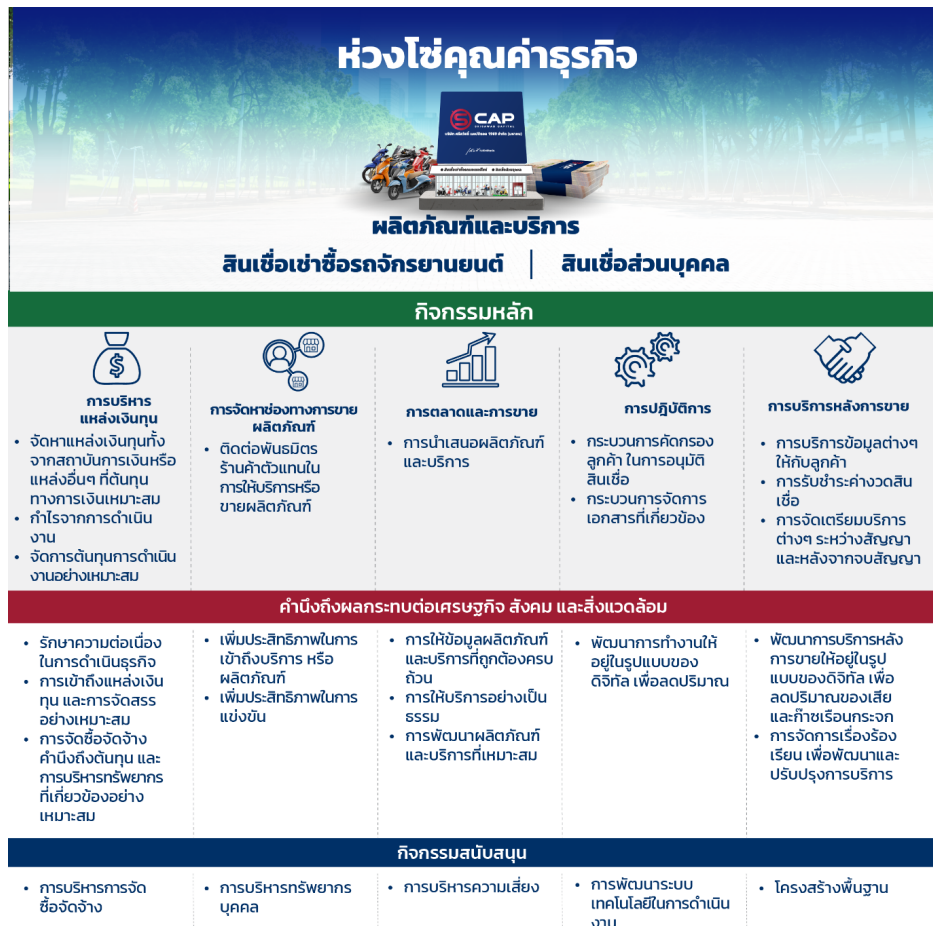 ห่วงโซ่คุณค่าธุรกิจ
S CAP
ผลิตภัณฑ์และบริการ
สินเชื่อเช่าซื้อรถจักรยานยนต์ | สินเชื่อส่วนบุคคล
กิจกรรมหลัก
การบริหาร
แหล่งเงินทุน
• จัดหาแหล่งเงินทุนทั้ง
จากสถาบันการเงินหรือ
แหล่งอื่นๆ ที่ต้นทุน
ทางการเงินเหมาะสม
• กำไรจากการดำเนิน
งาน
• จัดการต้นทุนการดำเนิน
งานอย่างเหมาะสม
การจัดหาช่องทางการขาย
ผลิตภัณฑ์
• ติดต่อพันธมิตร
ร้านค้าตัวแทนใน
การให้บริการหรือ
ขายผลิตภัณฑ์
การตลาดและการขาย
• การนำเสนอผลิตภัณฑ์
และบริการ
การปฎิบัติการ
• กระบวนการคัดกรอง
ลูกค้า ในการอนุมัติ
สินเชื่อ
• กระบวนการจัดการ
เอกสารที่เกี่ยวข้อง
การบริการหลังการขาย
• การบริการข้อมูลต่างๆ
ให้กับลูกค้า
• การรับชำระค่างวดสิน
เชื่อ
• การจัดเตรียมบริการ
ต่างๆ ระหว่างสัญญา
และหลังจากจบสัญญา
คำนึงถึงผลกระทบต่อเศรษฐกิจ สังคม และสิ่งแวดล้อม
• รักษาความต่อเนื่อง
ในการดำเนินธุรกิจ
• การเข้าถึงแหล่งเงิน
ทุน และการจัดสรร
อย่างเหมาะสม
• การจัดซื้อจัดจ้าง
คำนึงถึงต้นทุน และ
การบริหารทรัพยากร
ที่เกี่ยวข้องอย่าง
เหมาะสม
• เพิ่มประสิทธิภาพในการ
เข้าถึงบริการ หรือ
ผลิตภัณฑ์
• เพิ่มประสิทธิภาพในการ
แข่งขัน
• การให้ข้อมูลผลิตภัณฑ์
และบริการที่ถูกต้องครบ
ถ้วน
• การให้บริการอย่างเป็น
ธรรม
• การพัฒนาผลิตภัณฑ์
และบริการที่เหมาะสม
• พัฒนาการทำงานให้
อยู่ในรูปแบบของ
ดิจิทัล เพื่อลดปริมาณ
• พัฒนาการบริการหลัง
การขายให้อยู่ในรูป
แบบของดิจิทัล เพื่อ
ลดปริมาณของเสีย
และก๊าซเรือนกระจก
• การจัดการเรื่องร้อง
เรียน เพื่อพัฒนาและ
ปรับปรุงการบริการ
กิจกรรมสนับสนุน
• การบริหารการจัด
ซื้อจัดจ้าง
• การบริหารทรัพยากร
บุคคล
• การบริหารความเสี่ยง
• การพัฒนาระบบ
เทคโนโลยีในการดำเนิน
งาน
• โครงสร้างพื้นฐาน